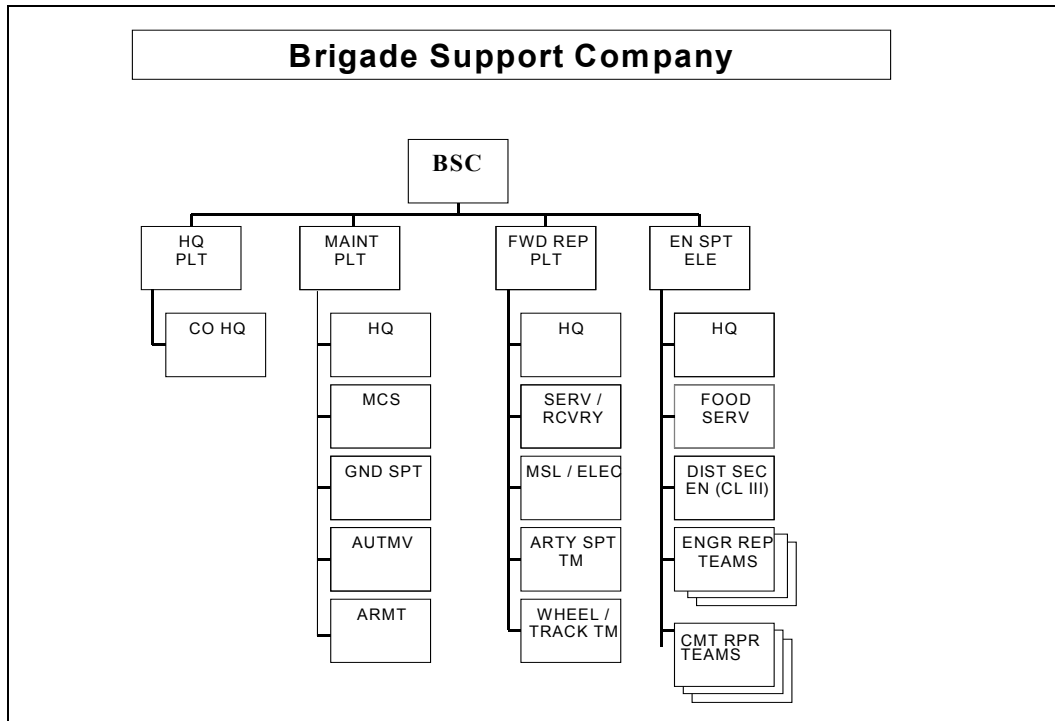 Brigade Support Company
BSC
HQ
PLT
MAINT
PLT
FWD REP
PLT
EN SPT
ELE
CO HQ
HQ
MCS
GND SPT
AUTMV
ARMT
HQ
SERV /
RCVRY
MSL / ELEC
ARTY SPT
TM
WHEEL /
TRACK TM
HQ
FOOD
SERV
DIST SEC
EN (CL III)
ENGR REP
TEAMS
CMT RPR
TEAMS